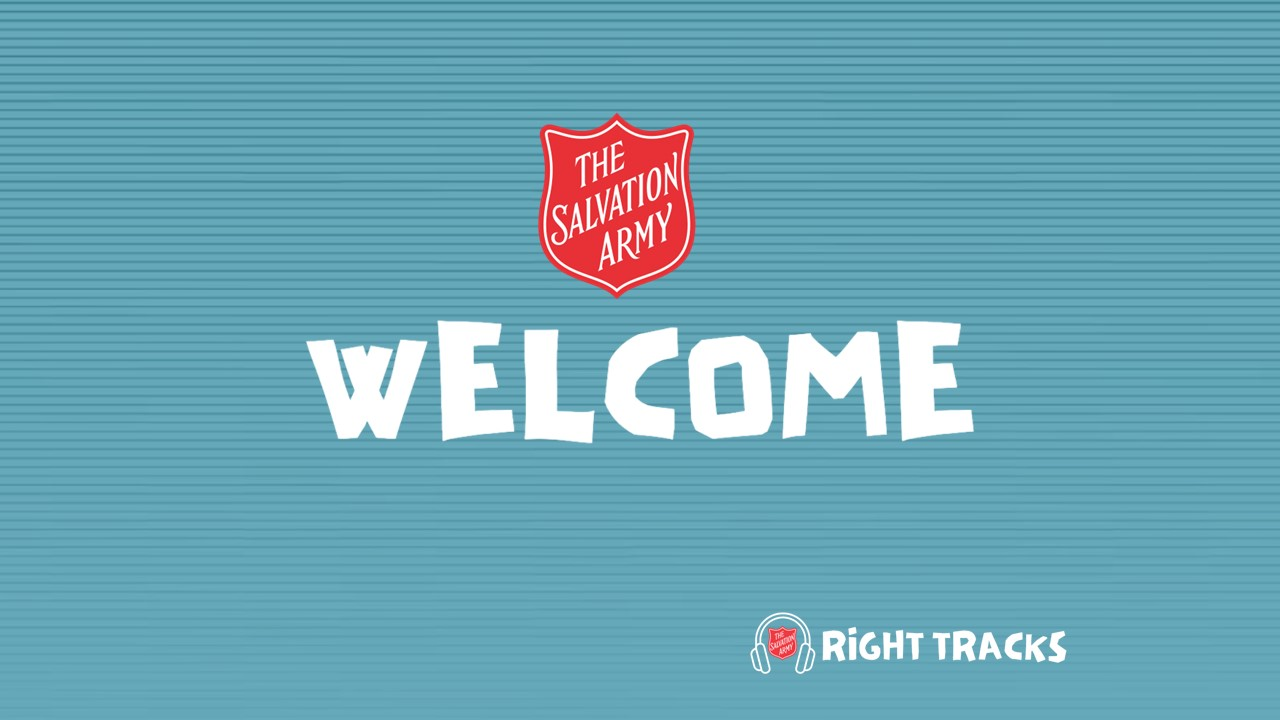 THE
SALVATION
ARMY
WELCOME
THE
SALVATION
ARMY
RiGHT TRACKS